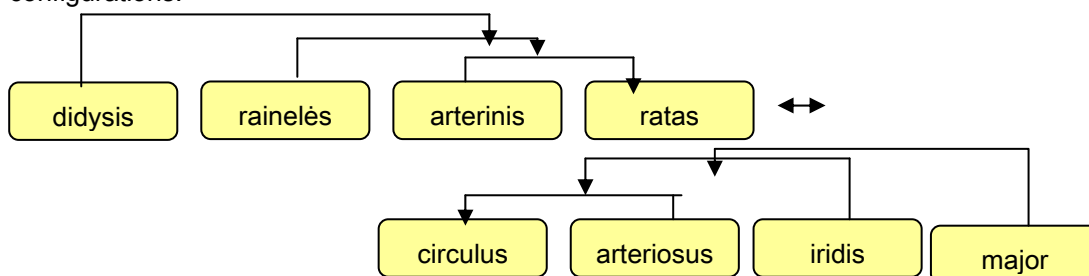 configurations:
didysis rainelės arterinis ratas
circulus arteriosus iridis major